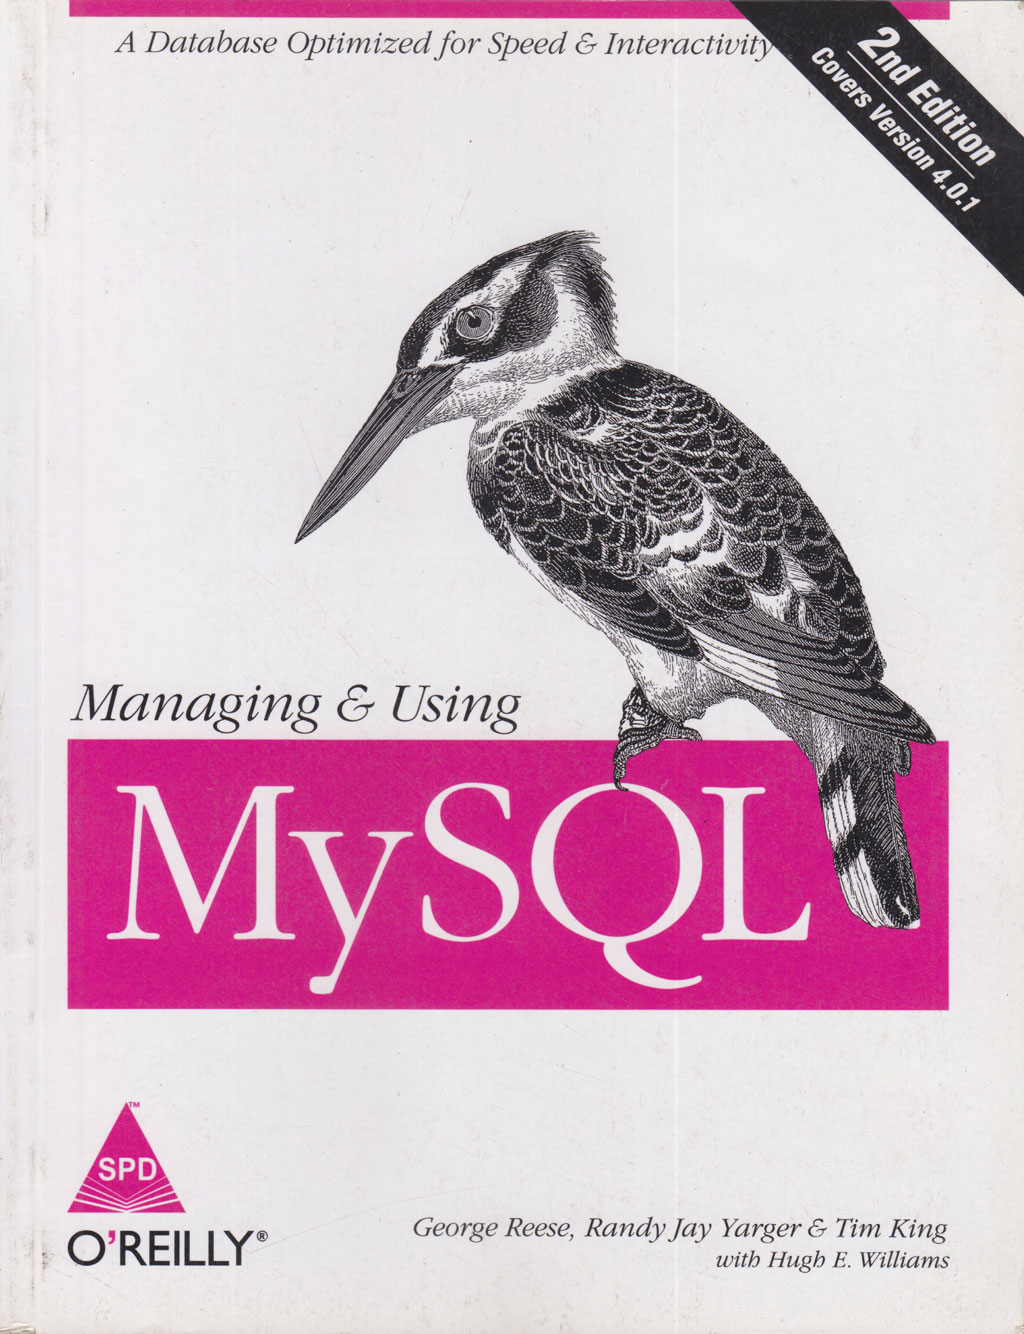 A Database Optimized for Speed & Interactivity
2nd Edition
Covers Version 4.0.1
Managing & Using
MySQL
™
SPD
O'REILLY®
George Reese, Randy Jay Yarger & Tim King
with Hugh E. Williams